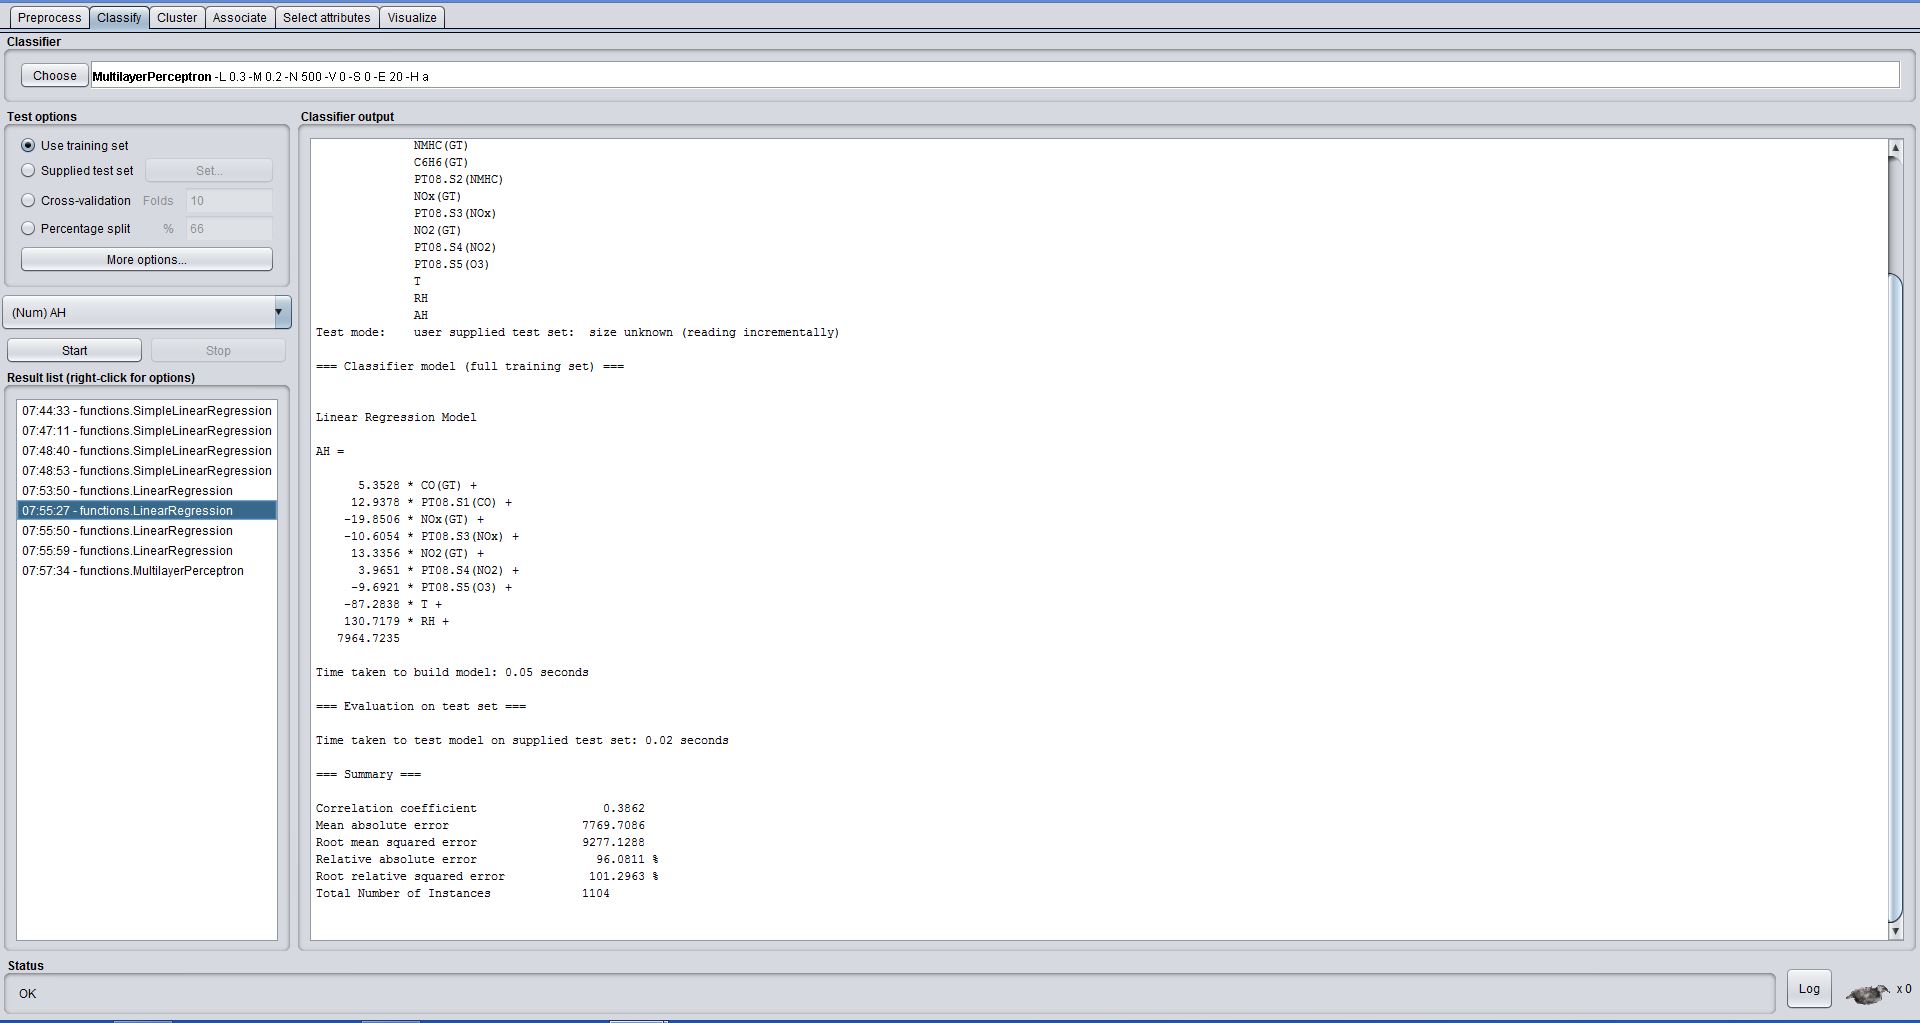 Preprocess Classify Cluster Associate Select attributes Visualize
Classifier
Choose MultilayerPerceptron -L 0.3 -M 0.2 -N 500 -V 0 -S 0 -E 20 -H a
Test options
Use training set
Supplied test set Set...
Cross-validation Folds 10
Percentage split % 66
More options...
(Num) AH
Start Stop
Result list (right-click for options)
07:44:33 - functions.SimpleLinearRegression
07:47:11 - functions.SimpleLinearRegression
07:48:40 - functions.SimpleLinearRegression
07:48:53 - functions.SimpleLinearRegression
07:53:50 - functions.LinearRegression
07:55:27 - functions.LinearRegression
07:55:50 - functions.LinearRegression
07:55:59 - functions.LinearRegression
07:57:34 - functions.MultilayerPerceptron
Classifier output
NMHC(GT)
C6H6(GT)
PT08.S2(NMHC)
NOx(GT)
PT08.S3(NOx)
NO2(GT)
PT08.S4(NO2)
PT08.S5(O3)
T
RH
AH
Test mode: user supplied test set: size unknown (reading incrementally)
=== Classifier model (full training set) ===
Linear Regression Model
AH =
5.3528 * CO(GT) +
12.9378 * PT08.S1(CO) +
-19.8506 * NOx(GT) +
-10.6054 * PT08.S3(NOx) +
13.3356 * NO2(GT) +
3.9651 * PT08.S4(NO2) +
-9.6921 * PT08.S5(O3) +
-87.2838 * T +
130.7179 * RH +
7964.7235
Time taken to build model: 0.05 seconds
=== Evaluation on test set ===
Time taken to test model on supplied test set: 0.02 seconds
=== Summary ===
Correlation coefficient 0.3862
Mean absolute error 7769.7086
Root mean squared error 9277.1288
Relative absolute error 96.0811 %
Root relative squared error 101.2963 %
Total Number of Instances 1104
Status
OK
Log
x 0